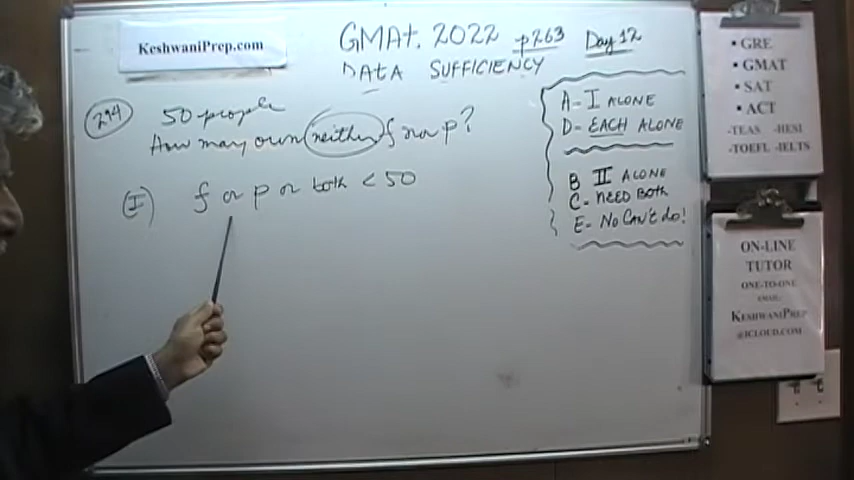 KeshwaniPrep.com
GMAt. 2022 p263 Day 12
DAtA SUFFICIENCY
294 50 people
How many own neither f nor p?
(I) f or p or both < 50
A- I ALONE
D- EACH ALONE
B II ALONE
C- NEED BOTH
E- No CAN'T do!
• GRE
• GMAT
• SAT
• ACT
-TEAS -HESI
-TOEFL -IELTS
ON-LINE
TUTOR
ONE-TO-ONE
EMAIL:
KESHWANIPREP
@ICLOUD.COM